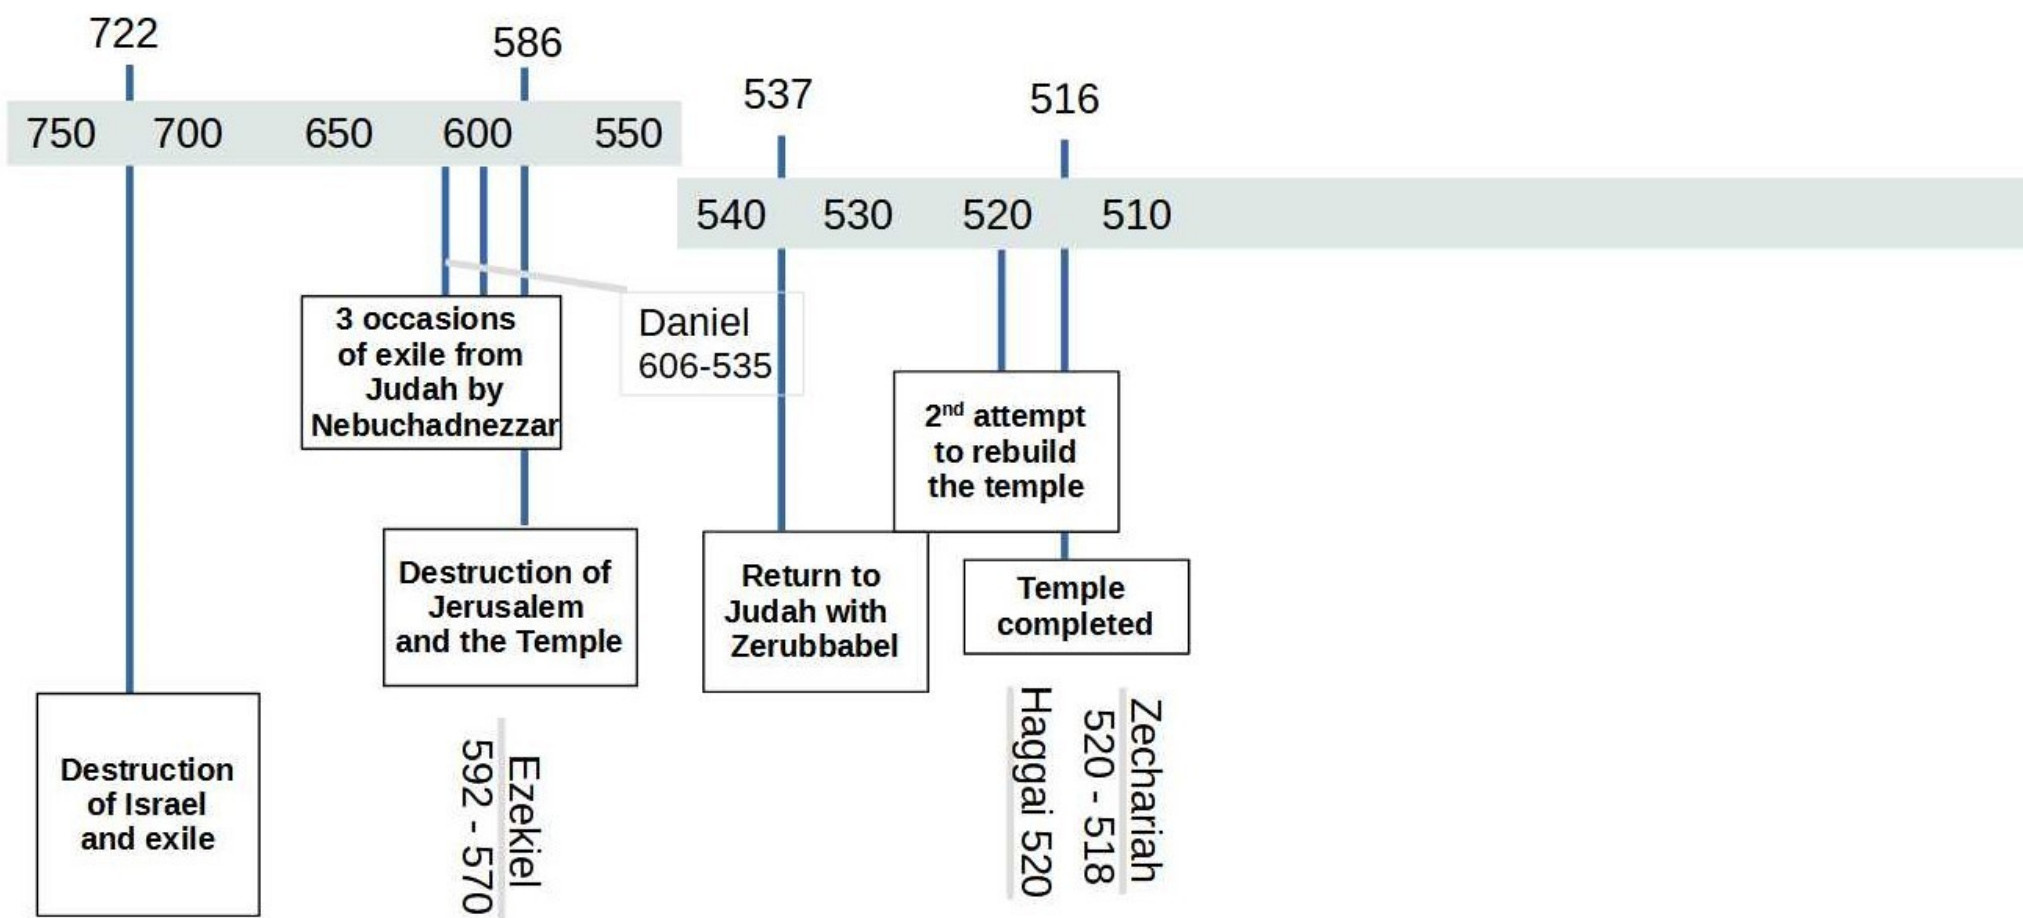 722
586
537
516
750 700 650 600 550
540 530 520 510
3 occasions
of exile from
Judah by
Nebuchadnezzar
Daniel
606-535
2nd attempt
to rebuild
the temple
Destruction of
Jerusalem
and the Temple
Return to
Judah with
Zerubbabel
Temple
completed
Destruction
of Israel
and exile
Ezekiel
592 - 570
Haggai 520
Zechariah
520 - 518